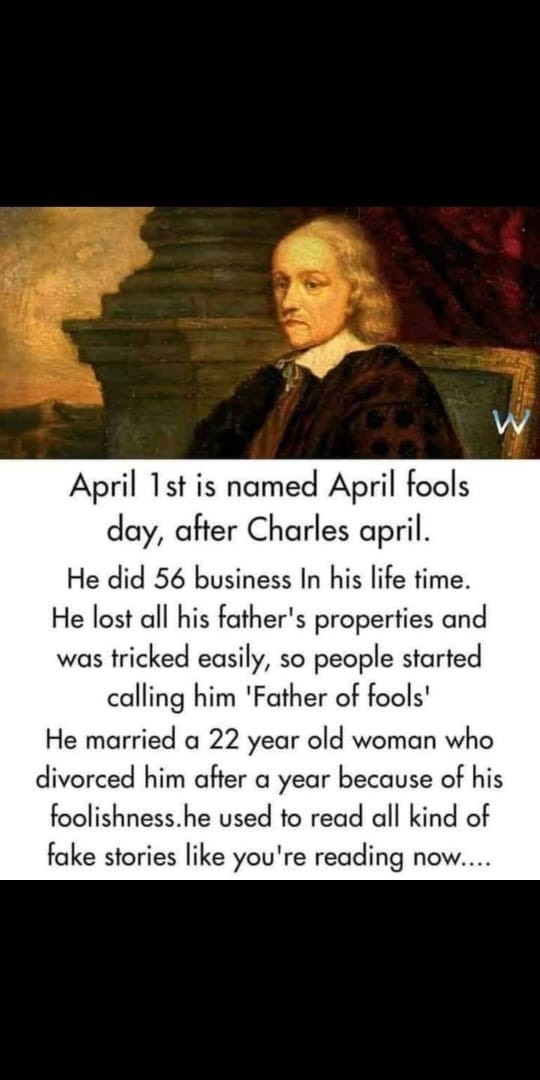 W
April 1st is named April fools
day, after Charles april.
He did 56 business In his life time.
He lost all his father's properties and
was tricked easily, so people started
calling him 'Father of fools'
He married a 22 year old woman who
divorced him after a year because of his
foolishness.he used to read all kind of
fake stories like you're reading now....